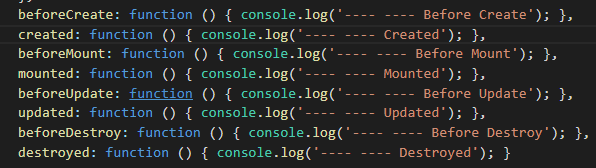 beforeCreate: function () { console.log('---- ---- Before Create'); },
created: function () { console.log('---- ---- Created'); },
beforeMount: function () { console.log('---- ---- Before Mount'); },
mounted: function () { console.log('---- ---- Mounted'); },
beforeUpdate: function () { console.log('---- ---- Before Update'); },
updated: function () { console.log('---- ---- Updated'); },
beforeDestroy: function () { console.log('---- ---- Before Destroy'); },
destroyed: function () { console.log('---- ---- Destroyed'); }